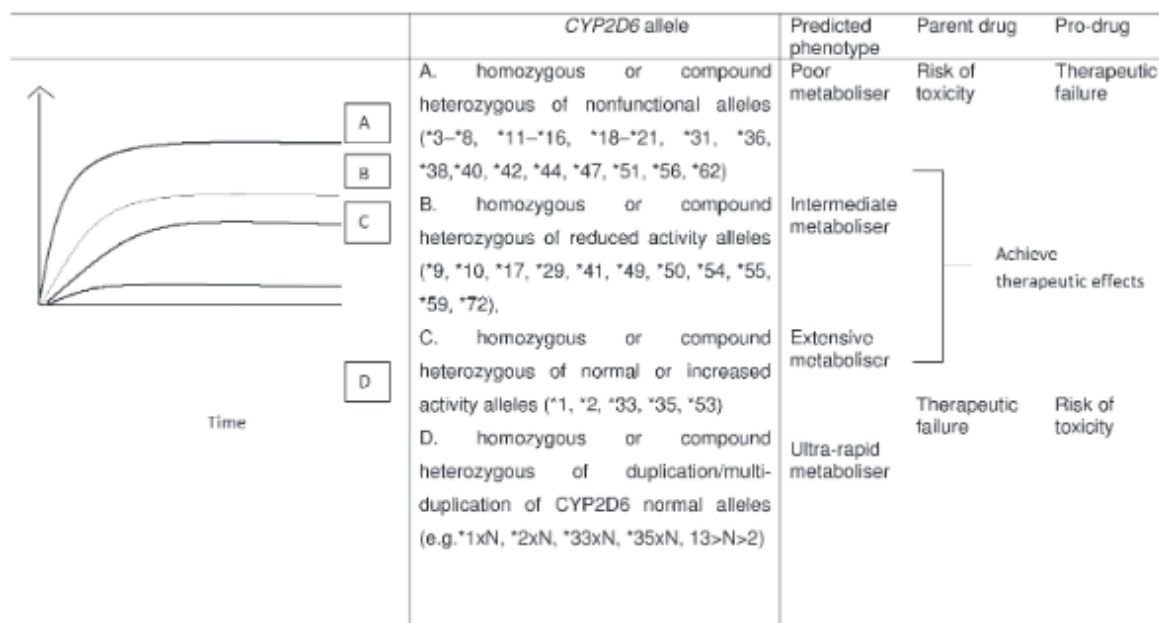 CYP2D6 allele
Predicted phenotype
Parent drug
Pro-drug
A
B
C
D
Time
A. homozygous or compound
heterozygous of nonfunctional alleles
(*3–*8, *11–*16, *18–*21, *31, *36,
*38,*40, *42, *44, *47, *51, *56, *62)
B. homozygous or compound
heterozygous of reduced activity alleles
(*9, *10, *17, *29, *41, *49, *50, *54, *55,
*59, *72),
C. homozygous or compound
heterozygous of normal or increased
activity alleles (*1, *2, *33, *35, *53)
D. homozygous or compound
heterozygous of duplication/multi-
duplication of CYP2D6 normal alleles
(e.g.*1xN, *2xN, *33xN, *35xN, 13>N>2)
Poor
metaboliser
Risk of
toxicity
Therapeutic
failure
Intermediate
metaboliser
Achieve
therapeutic effects
Extensive
metaboliser
Therapeutic
failure
Risk of
toxicity
Ultra-rapid
metaboliser